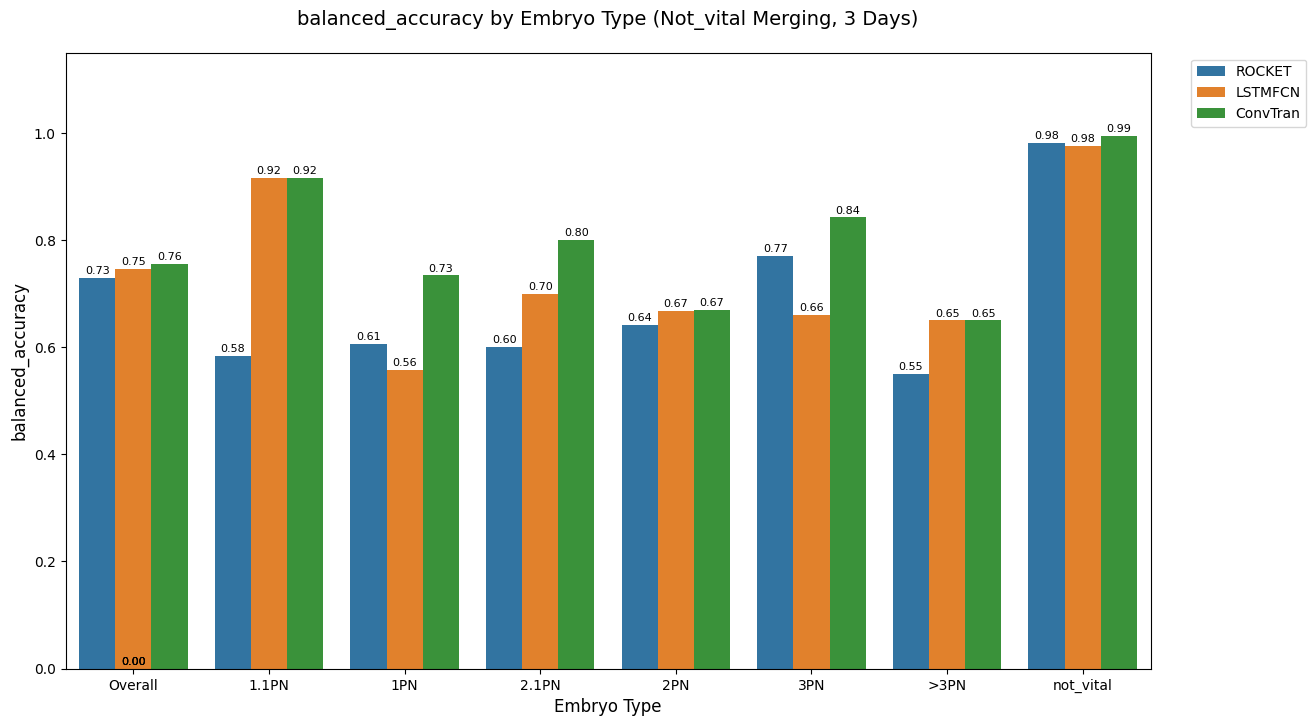 balanced_accuracy by Embryo Type (Not_vital Merging, 3 Days)
ROCKET
LSTMFCN
ConvTran
balanced_accuracy
1.0
0.8
0.6
0.4
0.2
0.0
0.73 0.75 0.76
0.00
0.58 0.92 0.92
0.61 0.56 0.73
0.60 0.70 0.80
0.64 0.67 0.67
0.77 0.66 0.84
0.55 0.65 0.65
0.98 0.98 0.99
Overall 1.1PN 1PN 2.1PN 2PN 3PN >3PN not_vital
Embryo Type